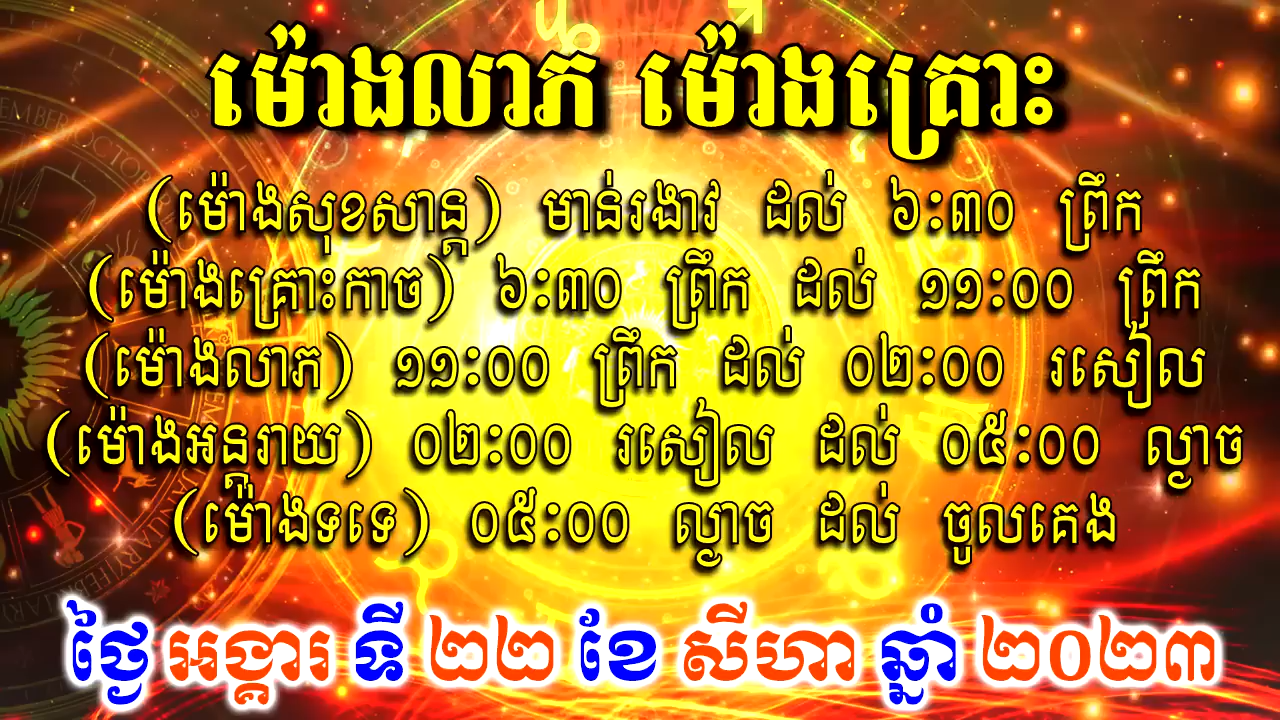 ម៉ោងលាភ ម៉ោងគ្រោះ
(ម៉ោងសុខសាន្ត) មាន់រងាវ ដល់ ៦:៣០ ព្រឹក
(ម៉ោងគ្រោះកាច) ៦:៣០ ព្រឹក ដល់ ១១:០០ ព្រឹក
(ម៉ោងលាភ) ១១:០០ ព្រឹក ដល់ ០២:០០ រសៀល
(ម៉ោងអន្តរាយ) ០២:០០ រសៀល ដល់ ០៥:០០ ល្ងាច
(ម៉ោងទទេ) ០៥:០០ ល្ងាច ដល់ ចូលគេង
ថ្ងៃ អង្គារ ទី ២២ ខែ សីហា ឆ្នាំ ២០២៣